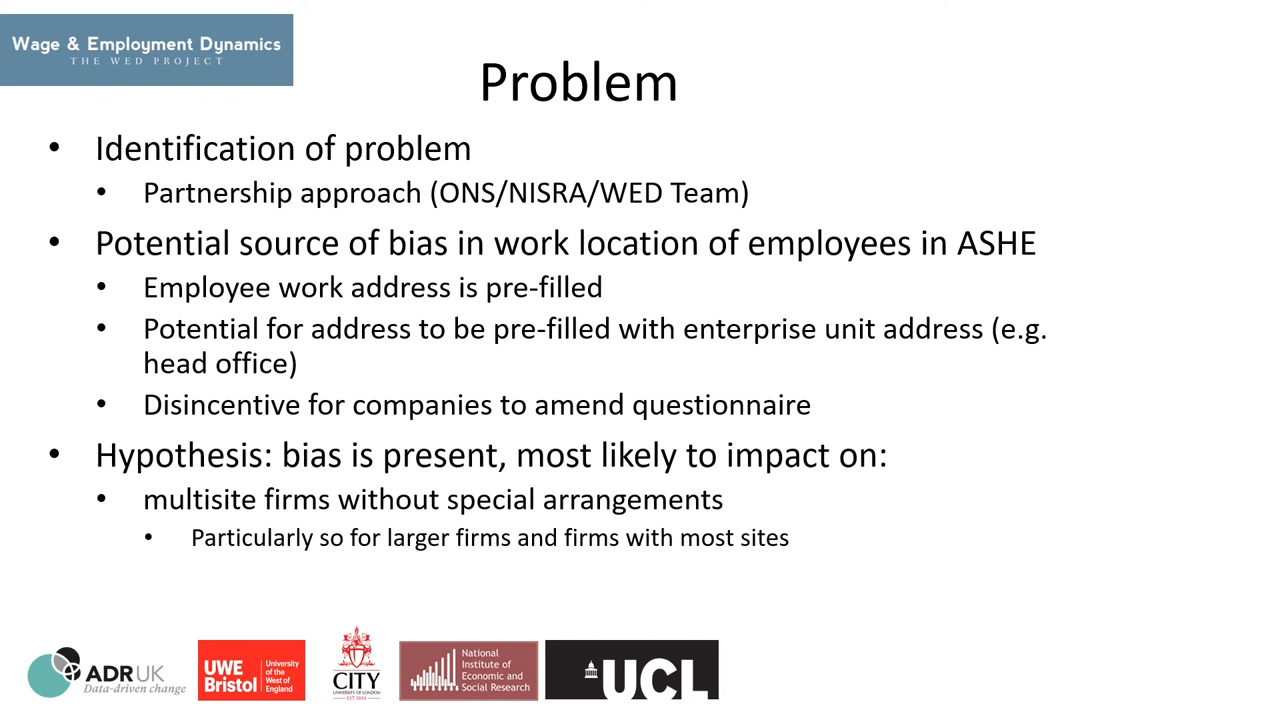 Wage & Employment Dynamics
THE WED PROJECT
Problem
• Identification of problem
• Partnership approach (ONS/NISRA/WED Team)
• Potential source of bias in work location of employees in ASHE
• Employee work address is pre-filled
• Potential for address to be pre-filled with enterprise unit address (e.g.
head office)
• Disincentive for companies to amend questionnaire
• Hypothesis: bias is present, most likely to impact on:
• multisite firms without special arrangements
• Particularly so for larger firms and firms with most sites
ADR UK
Data-driven change
UWE
Bristol
University
of the
West of
England
CITY
UNIVERSITY OF LONDON
EST 1894
National
Institute of
Economic and
Social Research
UCL